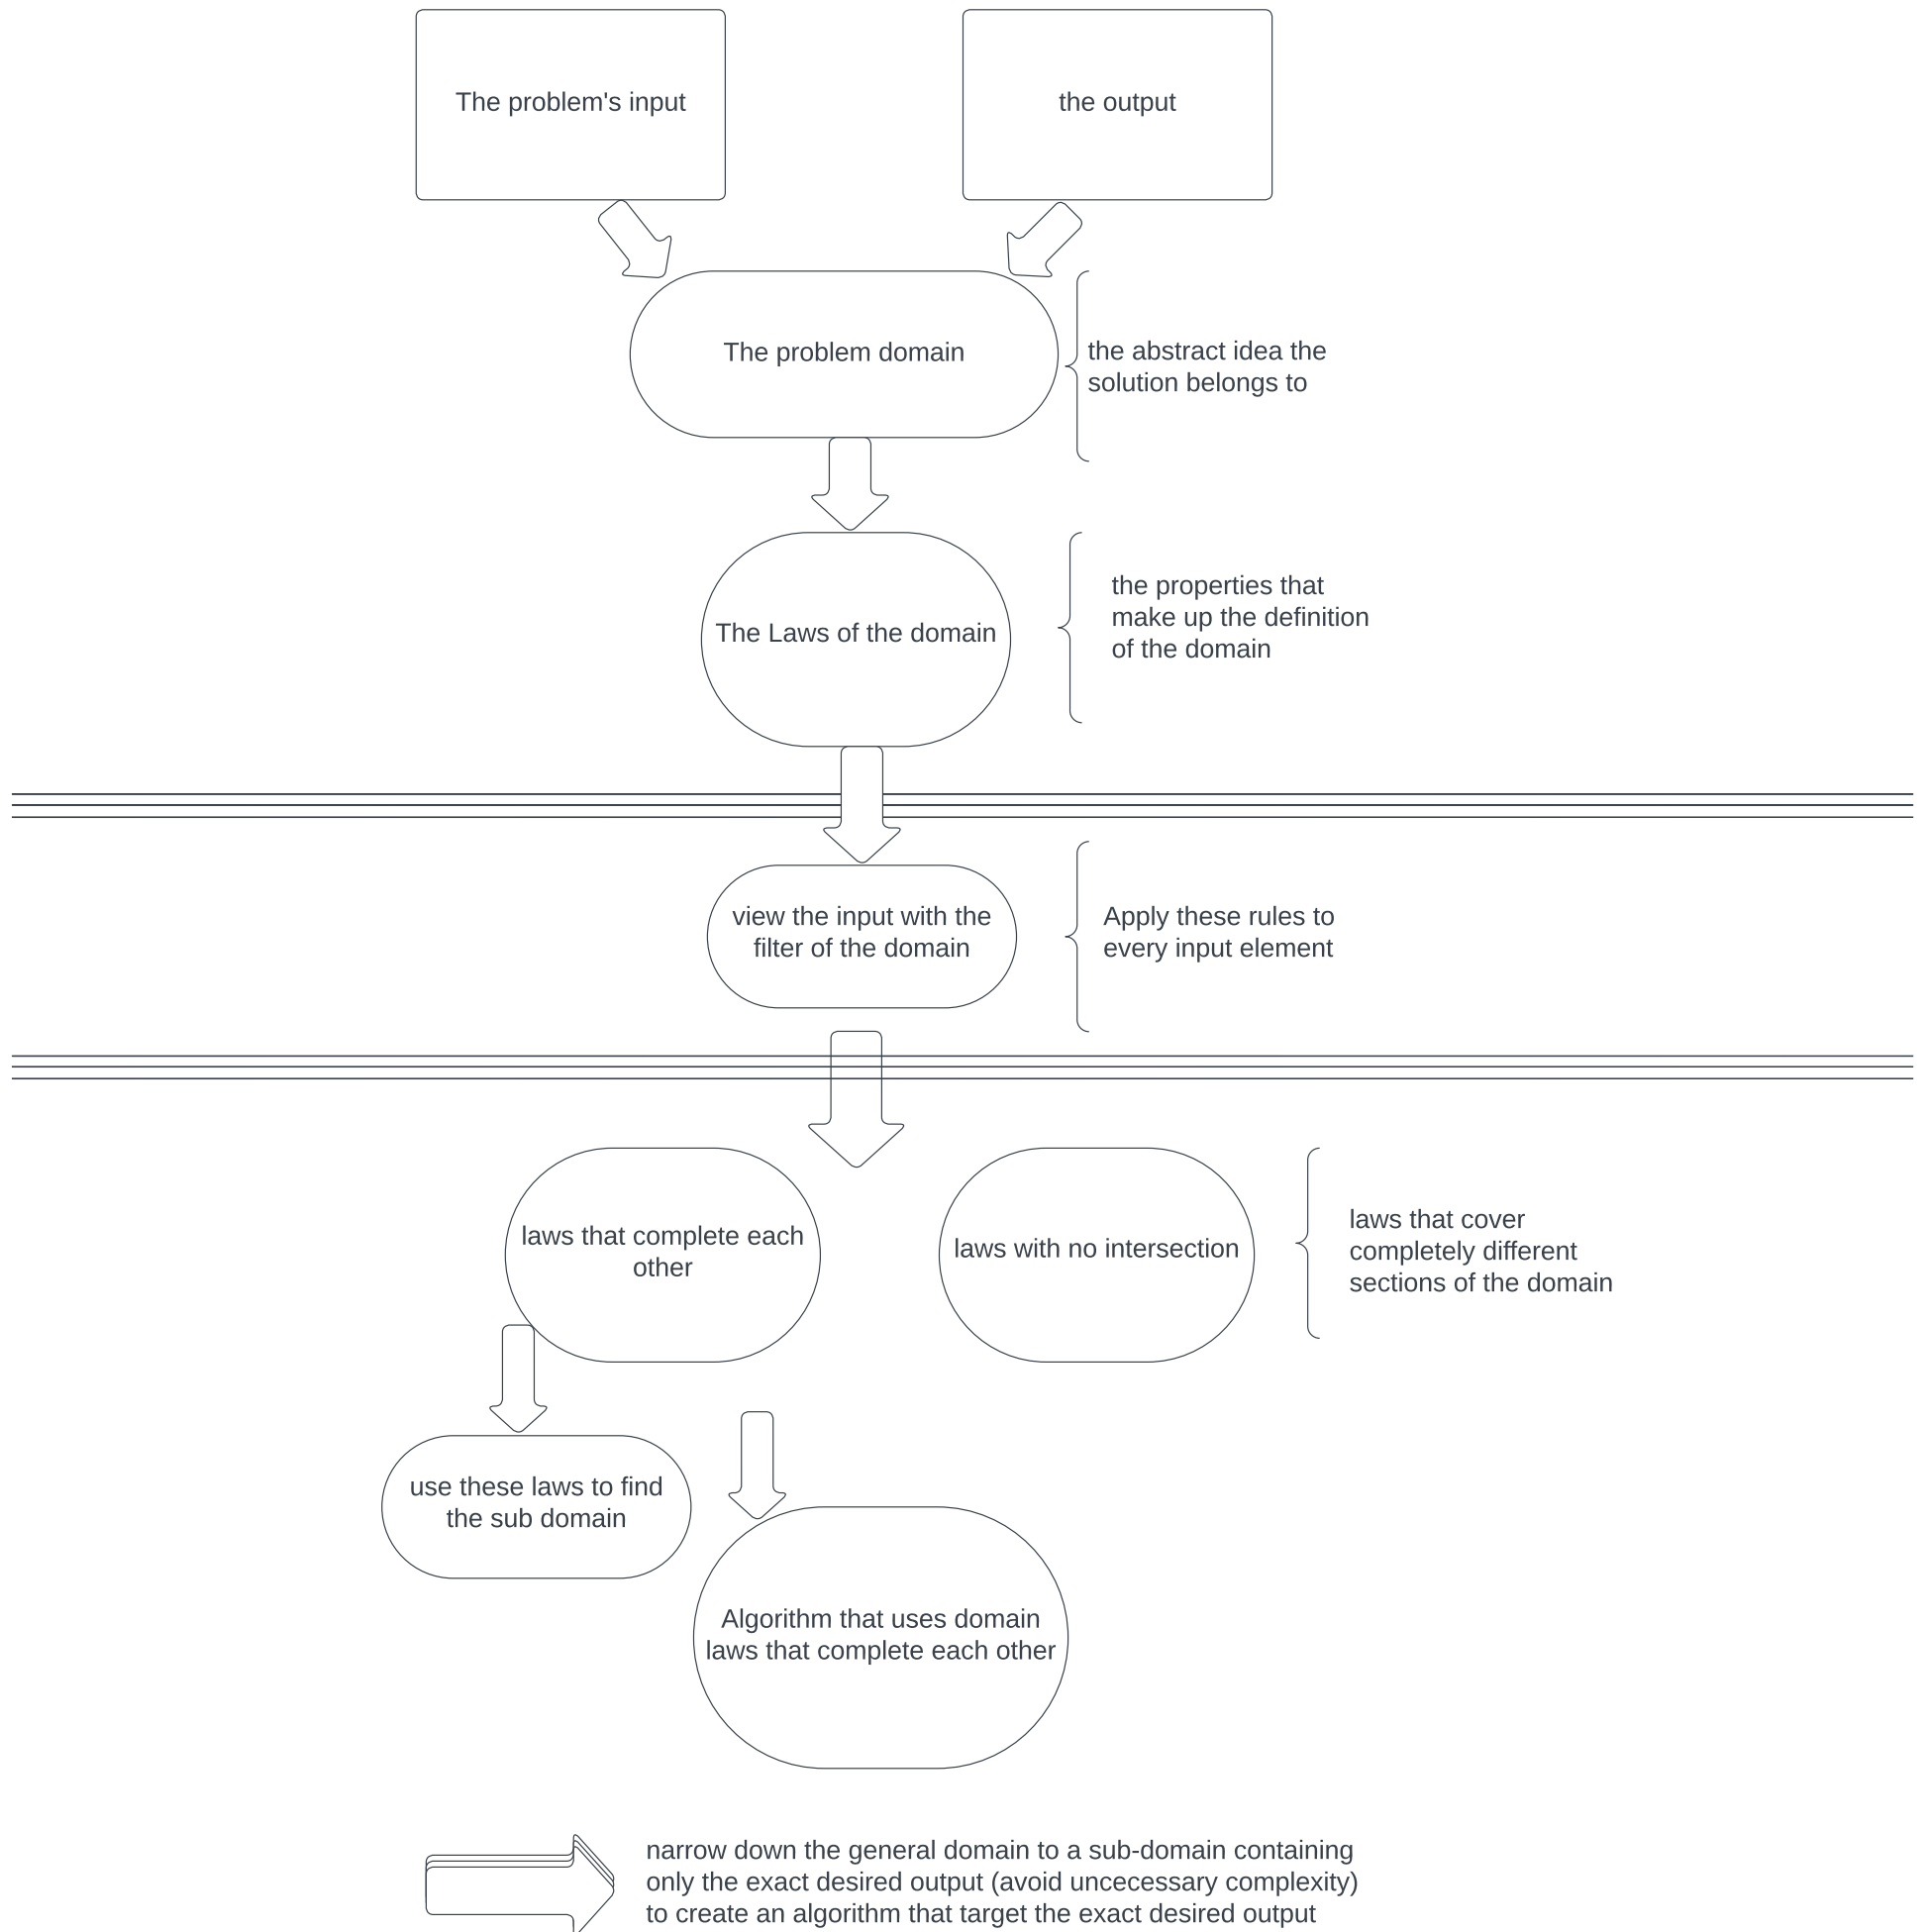 The problem's input
the output
The problem domain
the abstract idea the
solution belongs to
The Laws of the domain
the properties that
make up the definition
of the domain
view the input with the
filter of the domain
Apply these rules to
every input element
laws that complete each
other
laws with no intersection
laws that cover
completely different
sections of the domain
use these laws to find
the sub domain
Algorithm that uses domain
laws that complete each other
narrow down the general domain to a sub-domain containing
only the exact desired output (avoid uncecessary complexity)
to create an algorithm that target the exact desired output